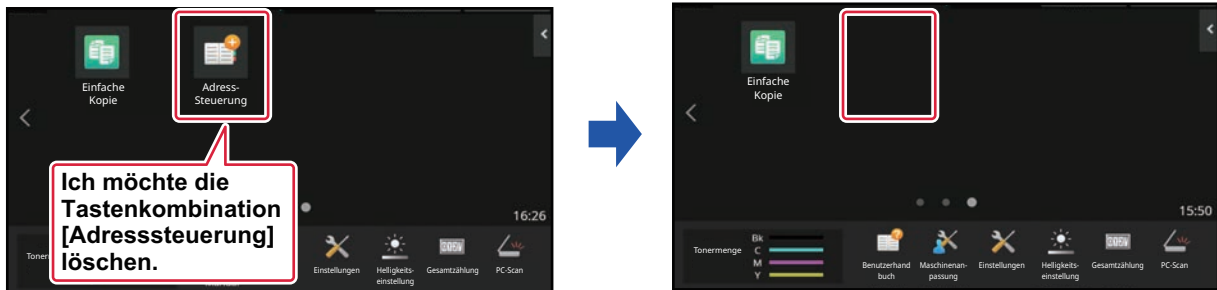 Einfache
Kopie
Adress-
Steuerung
Ich möchte die
Tastenkombination
[Adresssteuerung]
löschen.
16:26
Einstellungen
Helligkeits-
einstellung
Gesamtzählung
PC-Scan
Einfache
Kopie
15:50
Tonermenge
Bk
C
M
Y
Benutzerhand
buch
Maschinenan-
passung
Einstellungen
Helligkeits-
einstellung
Gesamtzählung
PC-Scan